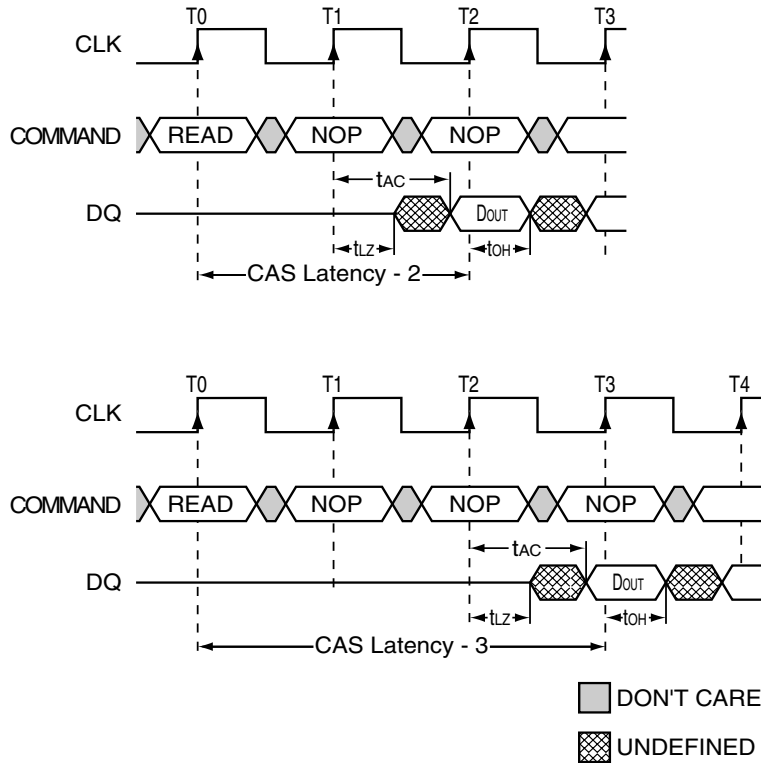 T0 T1 T2 T3
CLK
COMMAND READ NOP NOP
tAC
DQ DOUT
tLZ tOH
CAS Latency - 2
T0 T1 T2 T3 T4
CLK
COMMAND READ NOP NOP NOP
tAC
DQ DOUT
tLZ tOH
CAS Latency - 3
DON'T CARE
UNDEFINED